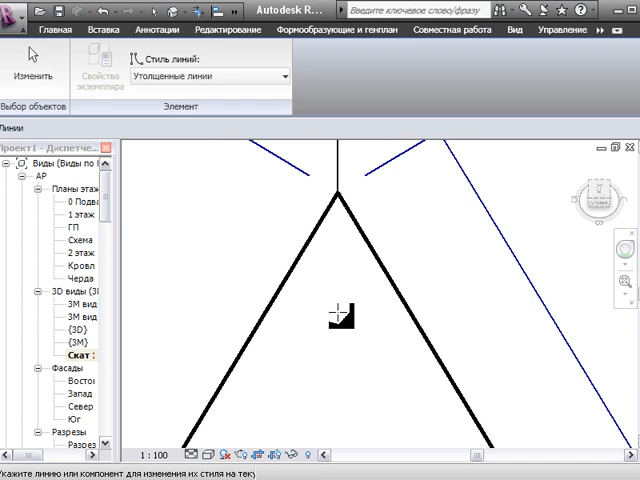 Autodesk R...
Введите ключевое слово/фразу
Главная
Вставка
Аннотации
Редактирование
Формообразующие и генплан
Совместная работа
Вид
Управление
Изменить
Свойства
экземпляра
Стиль линий:
Утолщенные линии
Выбор объектов
Элемент
Линии
Проект1 - Диспетче...
Виды (Виды по
АР
Планы этаж
0 Подва
1 этаж
ГП
Схема
2 этаж
Кровл
Черда
3D виды (3
3М вид
3М вид
{3D}
{3М}
Скат :
Фасады
Восто
Запад
Север
Юг
Разрезы
Разрез
1 : 100
Укажите линию или компонент для изменения их стиля на теку